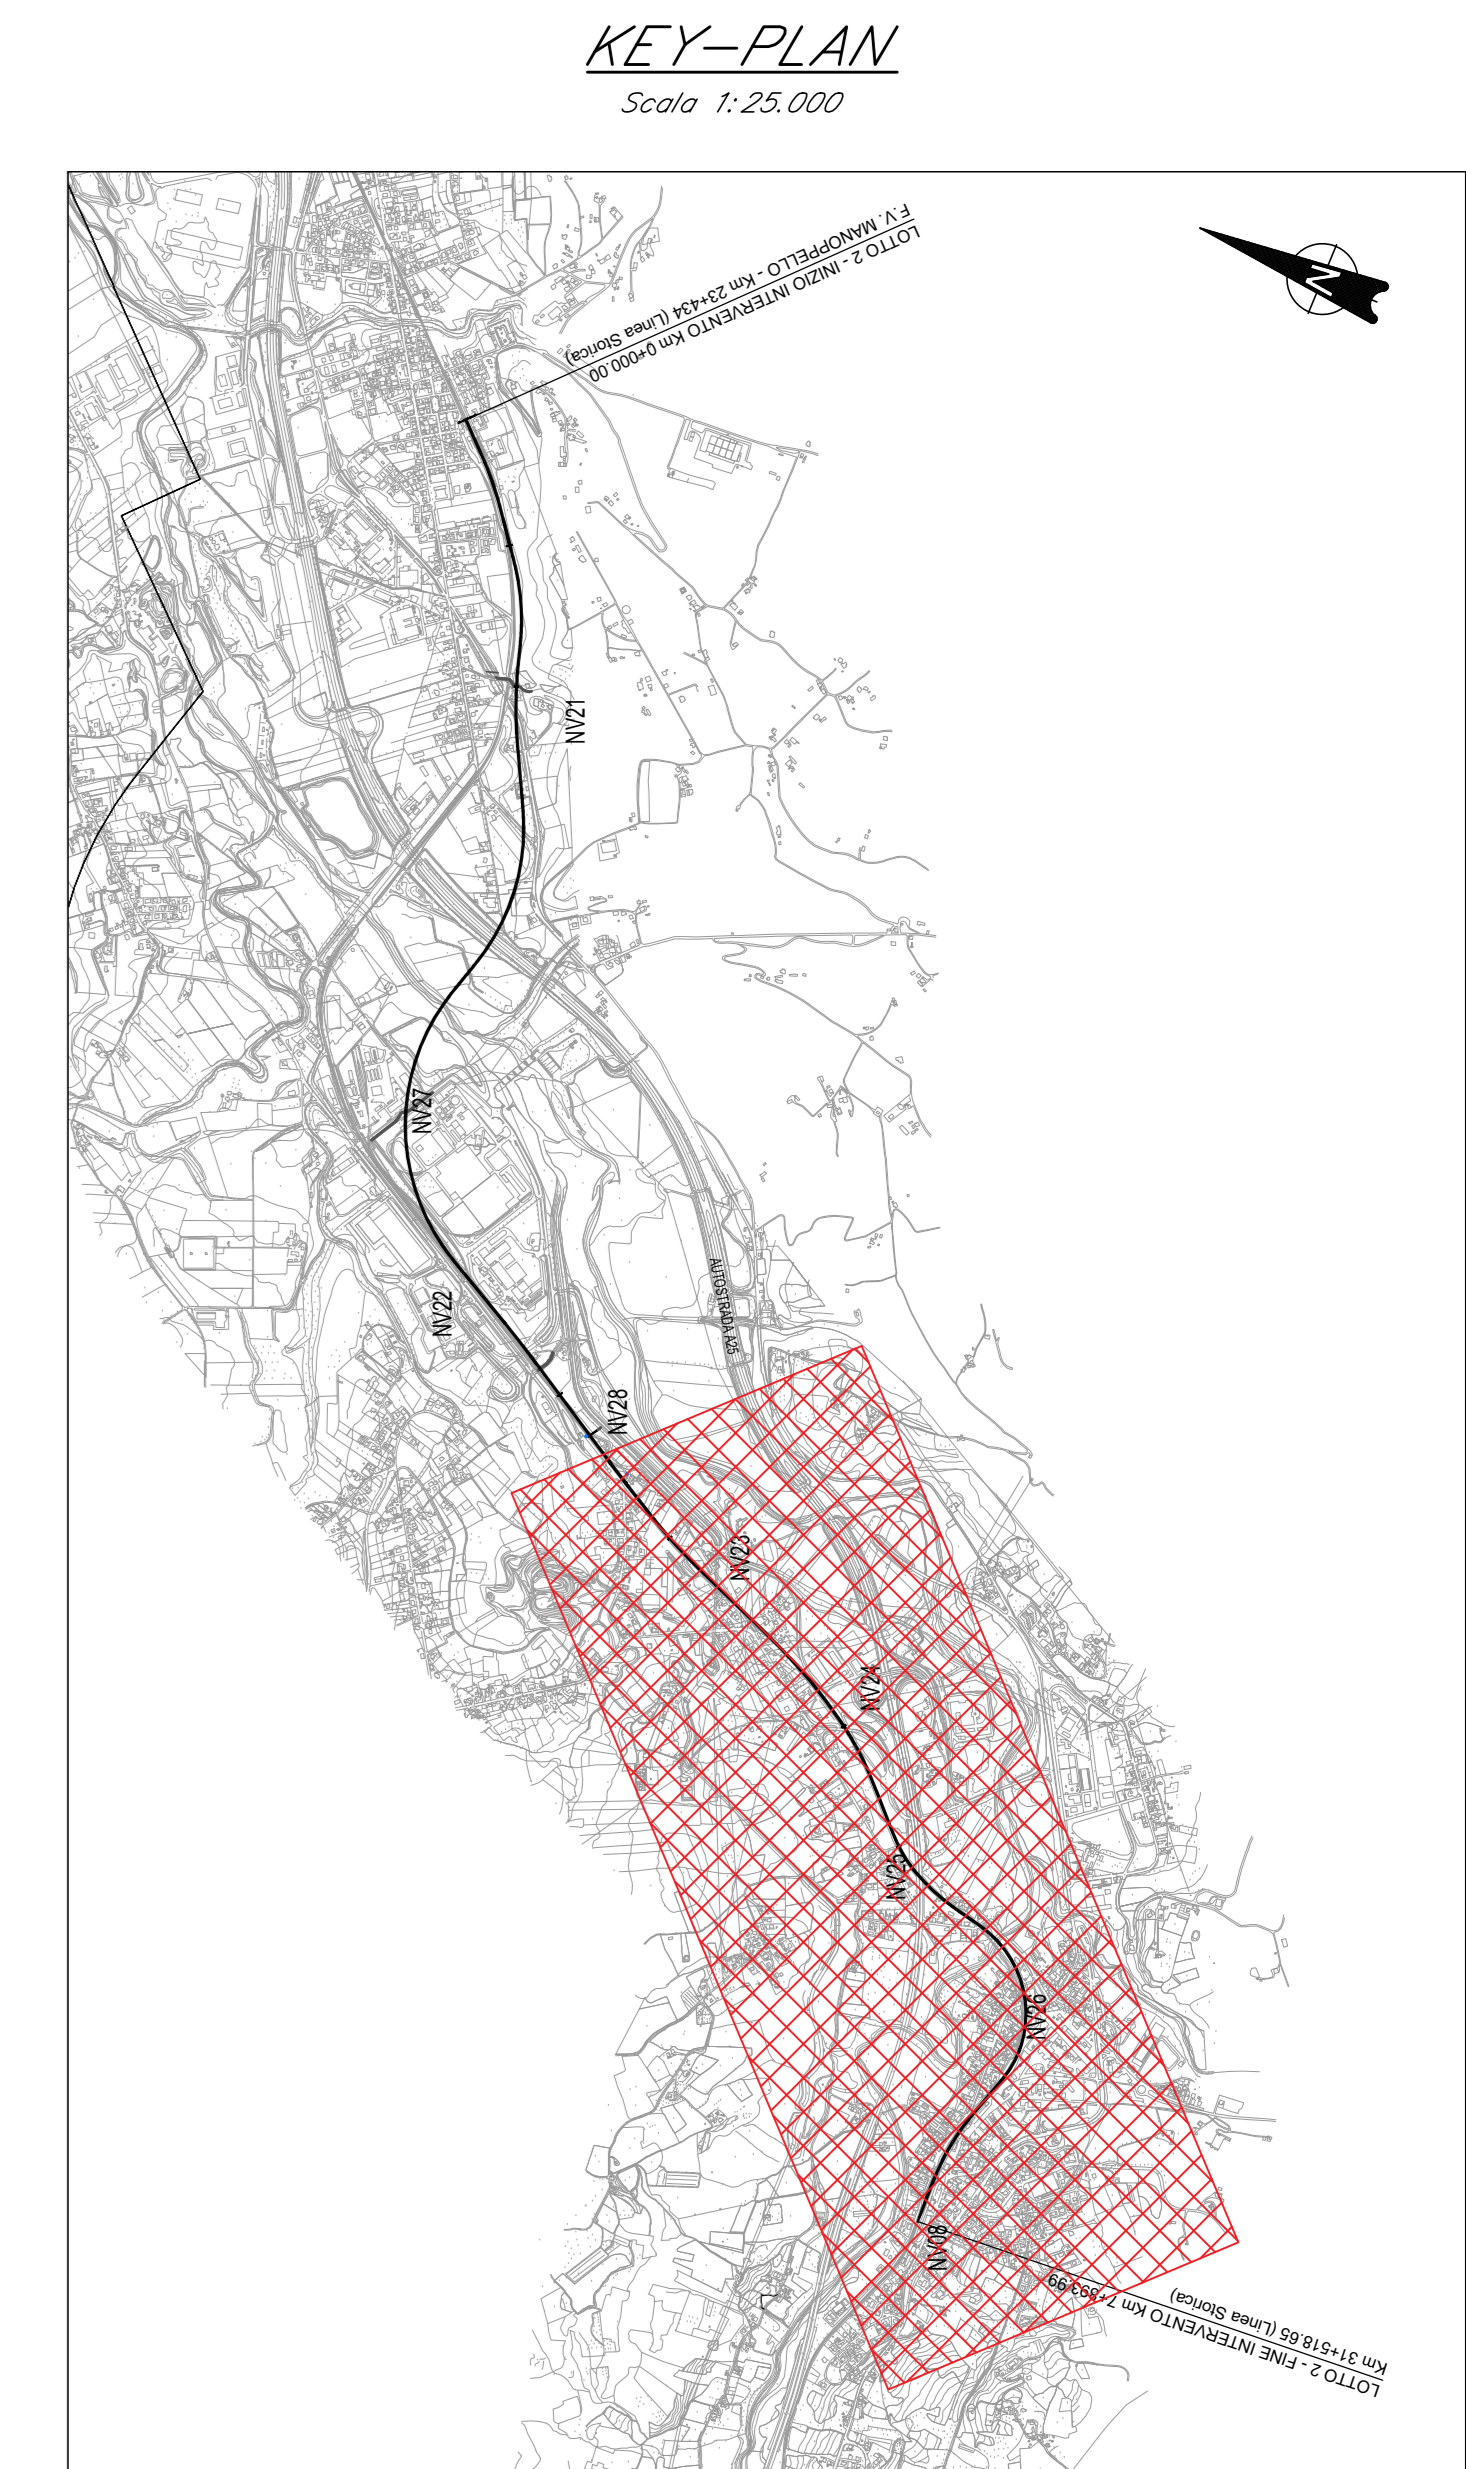 KEY-PLAN
Scala 1:25.000
F.V. MANOPPELLO - Km 23+434 (Linea Storica)
LOTTO 2 - INIZIO INTERVENTO Km 0+000.00
N
NV21
NV27
NV22
AUTOSTRADA A25
NV28
NV23
NV24
NV25
NV26
NV08
LOTTO 2 - FINE INTERVENTO Km 7+893.99
Km 31+518.65 (Linea Storica)